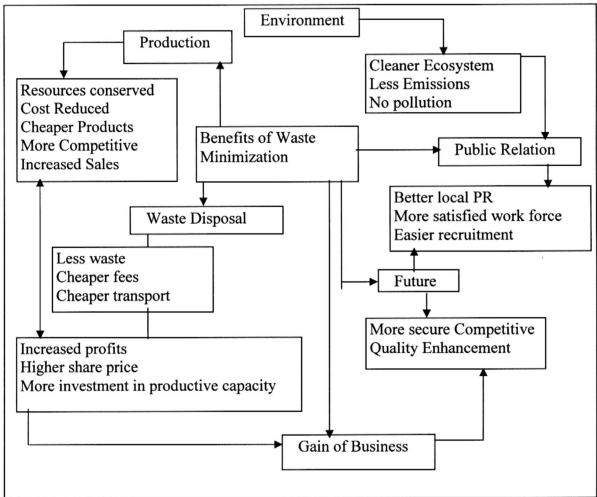 Environment
Production
Cleaner Ecosystem
Less Emissions
No pollution
Resources conserved
Cost Reduced
Cheaper Products
More Competitive
Increased Sales
Benefits of Waste
Minimization
Public Relation
Better local PR
More satisfied work force
Easier recruitment
Waste Disposal
Less waste
Cheaper fees
Cheaper transport
Future
More secure Competitive
Quality Enhancement
Increased profits
Higher share price
More investment in productive capacity
Gain of Business